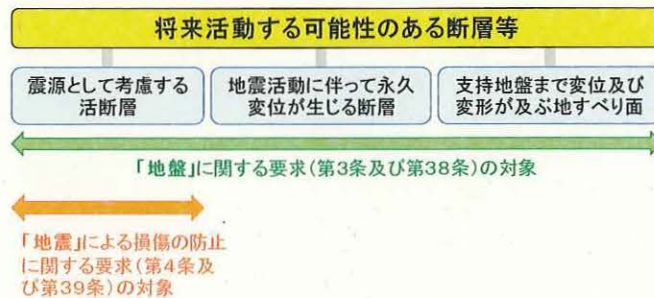 将来活動する可能性のある断層等
震源として考慮する
活断層
地震活動に伴って永久
変位が生じる断層
支持地盤まで変位及び
変形が及ぶ地すべり面
「地盤」に関する要求(第3条及び第38条)の対象
「地震」による損傷の防止
に関する要求(第4条及
び第39条)の対象